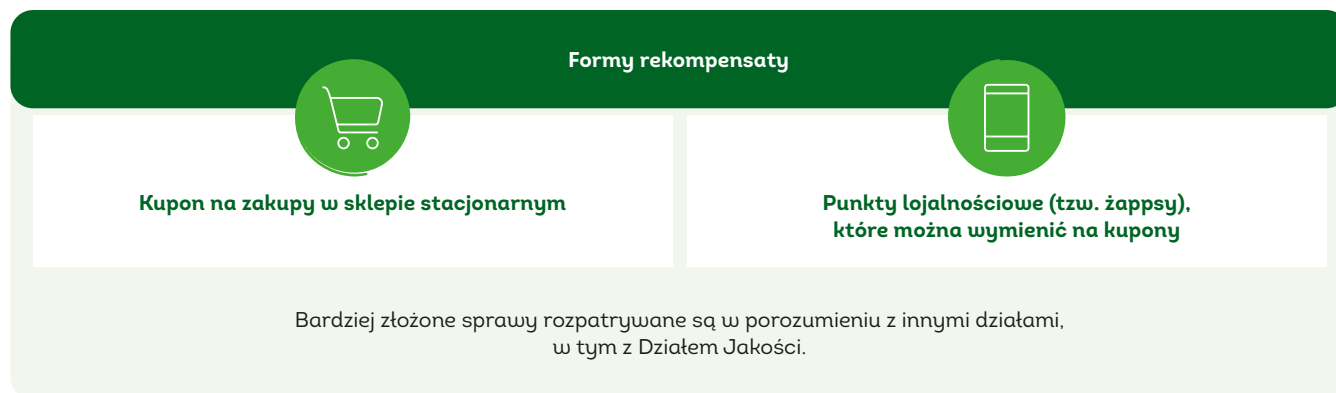 Formy rekompensaty
Kupon na zakupy w sklepie stacjonarnym
Punkty lojalnościowe (tzw. żappsy),
które można wymienić na kupony
Bardziej złożone sprawy rozpatrywane są w porozumieniu z innymi działami,
w tym z Działem Jakości.